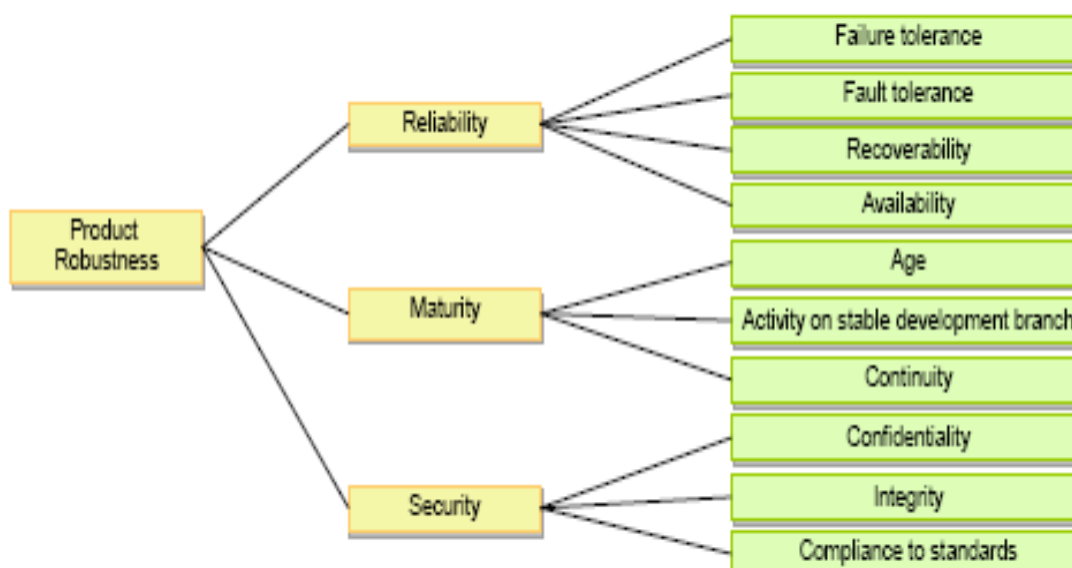 Product
Robustness
Reliability
Failure tolerance
Fault tolerance
Recoverability
Availability
Maturity
Age
Activity on stable development branch
Continuity
Security
Confidentiality
Integrity
Compliance to standards